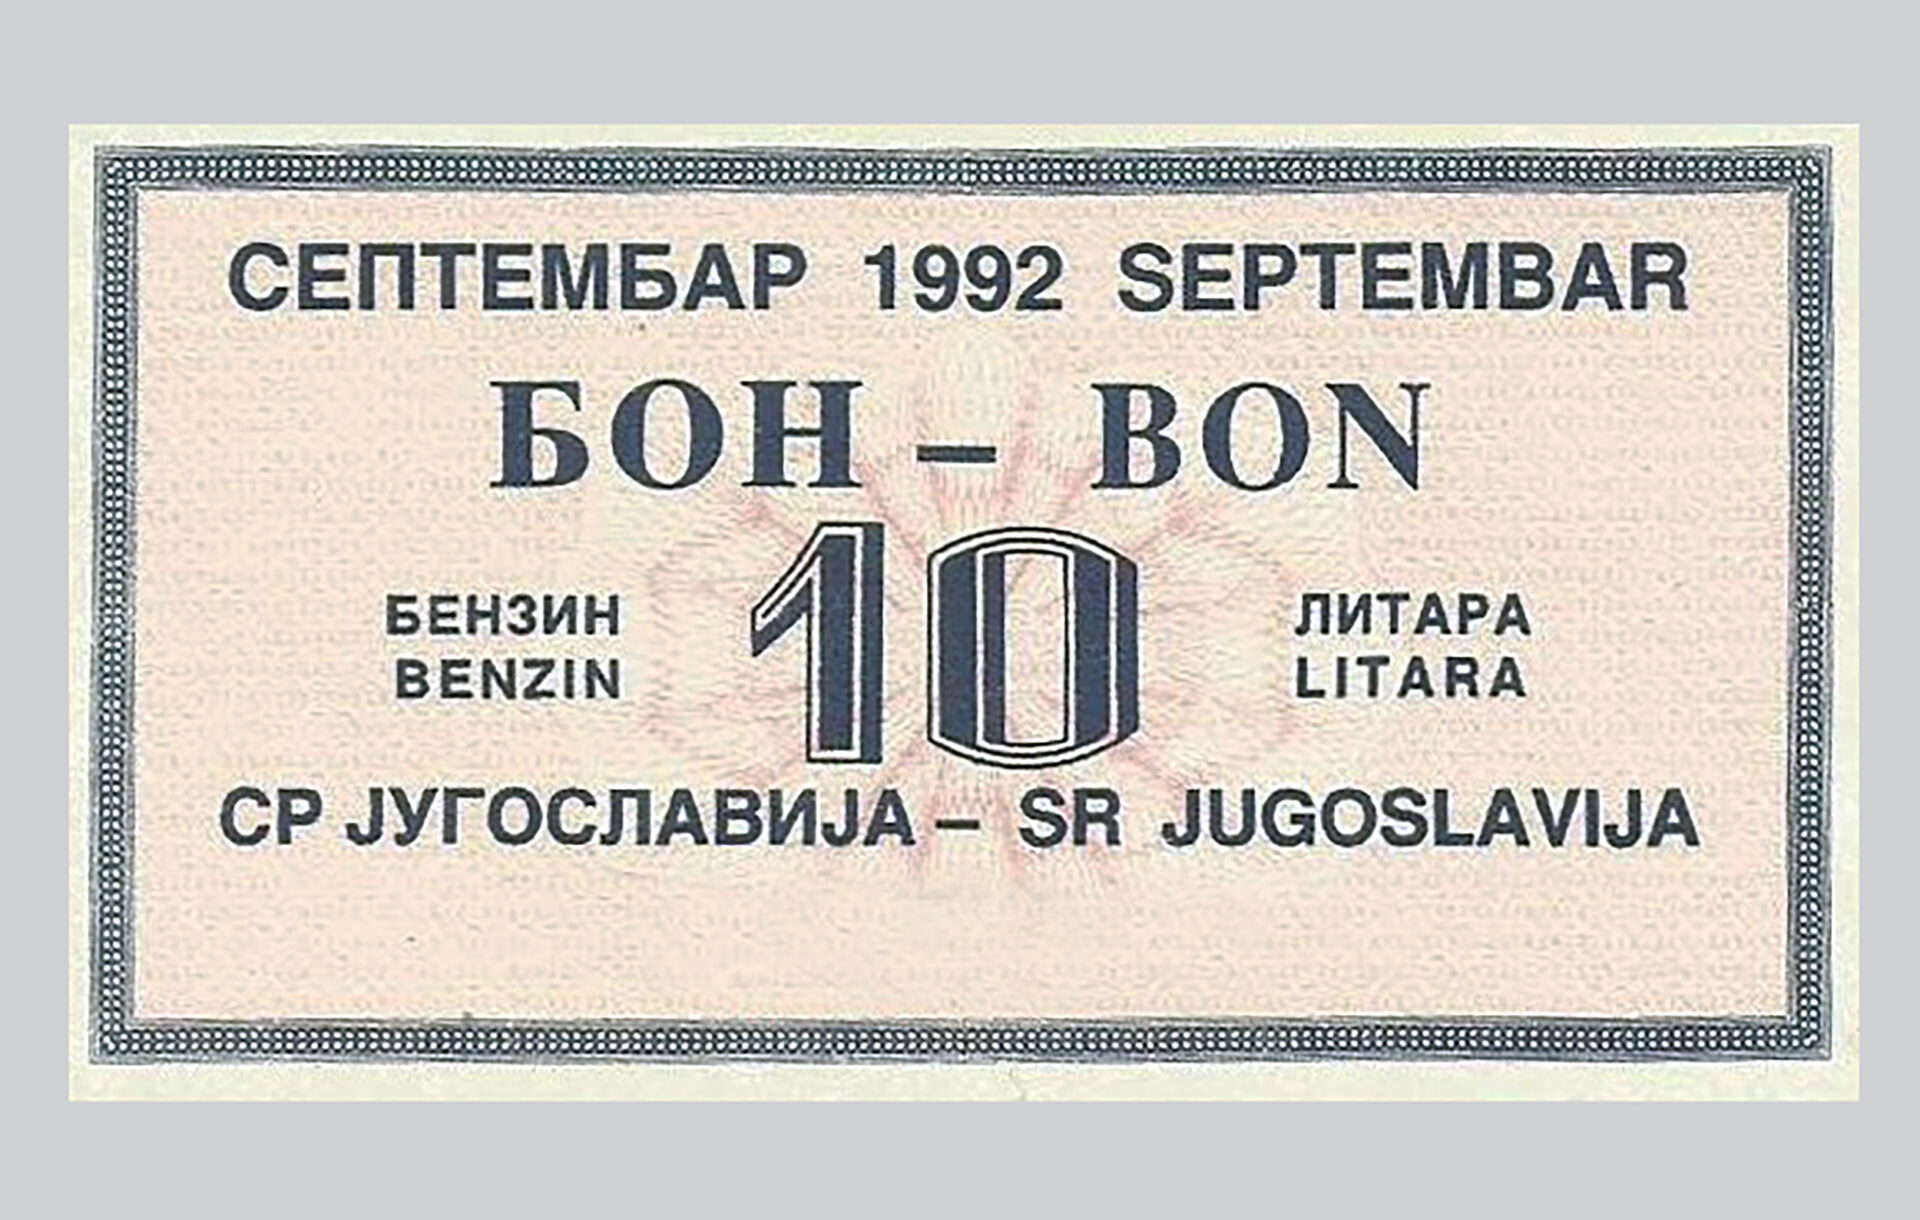 СЕПТЕМБАР 1992 SEPTEMBAR
БОН – BON
БЕНЗИН 10 ЛИТАРА
BENZIN LITARA
СР ЈУГОСЛАВИЈА – SR JUGOSLAVIJA